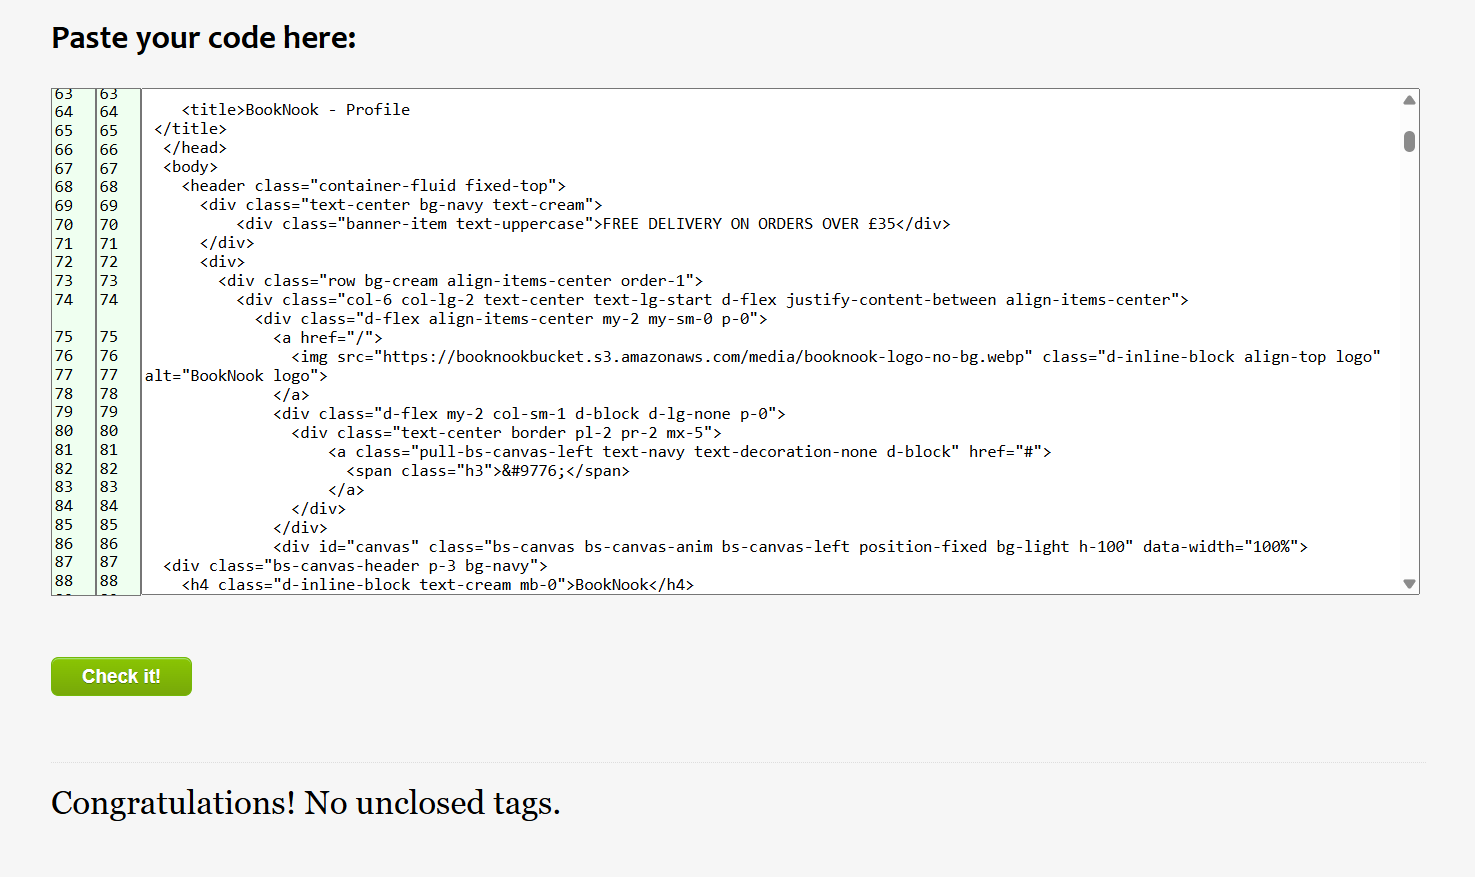 Paste your code here:
63 63
64 64 <title>BookNook - Profile
65 65 </title>
66 66 </head>
67 67 <body>
68 68 <header class="container-fluid fixed-top">
69 69 <div class="text-center bg-navy text-cream">
70 70 <div class="banner-item text-uppercase">FREE DELIVERY ON ORDERS OVER £35</div>
71 71 </div>
72 72 <div>
73 73 <div class="row bg-cream align-items-center order-1">
74 74 <div class="col-6 col-lg-2 text-center text-lg-start d-flex justify-content-between align-items-center">
<div class="d-flex align-items-center my-2 my-sm-0 p-0">
75 75 <a href="/">
76 76 <img src="https://booknookbucket.s3.amazonaws.com/media/booknook-logo-no-bg.webp" class="d-inline-block align-top logo"
77 77 alt="BookNook logo">
78 78 </a>
79 79 <div class="d-flex my-2 col-sm-1 d-block d-lg-none p-0">
80 80 <div class="text-center border pl-2 pr-2 mx-5">
81 81 <a class="pull-bs-canvas-left text-navy text-decoration-none d-block" href="#">
82 82 <span class="h3">&#9776;</span>
83 83 </a>
84 84 </div>
85 85 </div>
86 86 <div id="canvas" class="bs-canvas bs-canvas-anim bs-canvas-left position-fixed bg-light h-100" data-width="100%">
87 87 <div class="bs-canvas-header p-3 bg-navy">
88 88 <h4 class="d-inline-block text-cream mb-0">BookNook</h4>
Check it!
Congratulations! No unclosed tags.